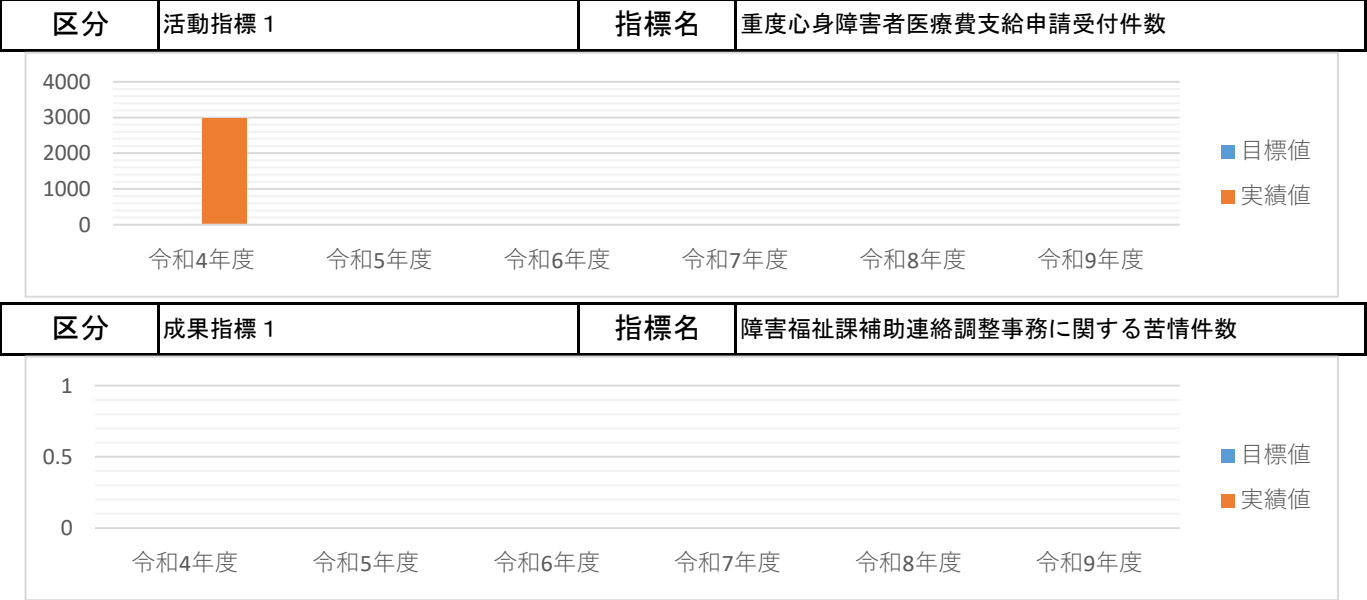 区分 活動指標1 指標名 重度心身障害者医療費支給申請受付件数
4000
3000
2000
1000
0
目標値
実績値
令和4年度 令和5年度 令和6年度 令和7年度 令和8年度 令和9年度
区分 成果指標1 指標名 障害福祉課補助連絡調整事務に関する苦情件数
1
0.5
0
目標値
実績値
令和4年度 令和5年度 令和6年度 令和7年度 令和8年度 令和9年度